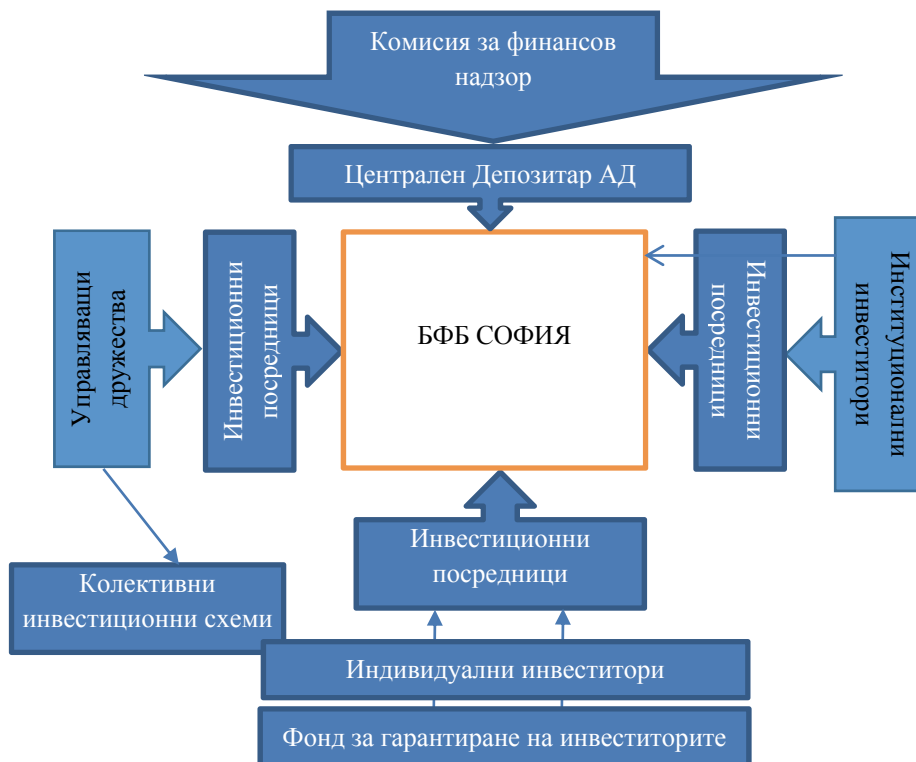 Комисия за финансов
надзор
Централен Депозитар АД
Управляващи
дружества
Инвестиционни
посредници
БФБ СОФИЯ
Инвестиционни
посредници
Институционални
инвеститори
Инвестиционни
посредници
Колективни
инвестиционни схеми
Индивидуални инвеститори
Фонд за гарантиране на инвеститорите